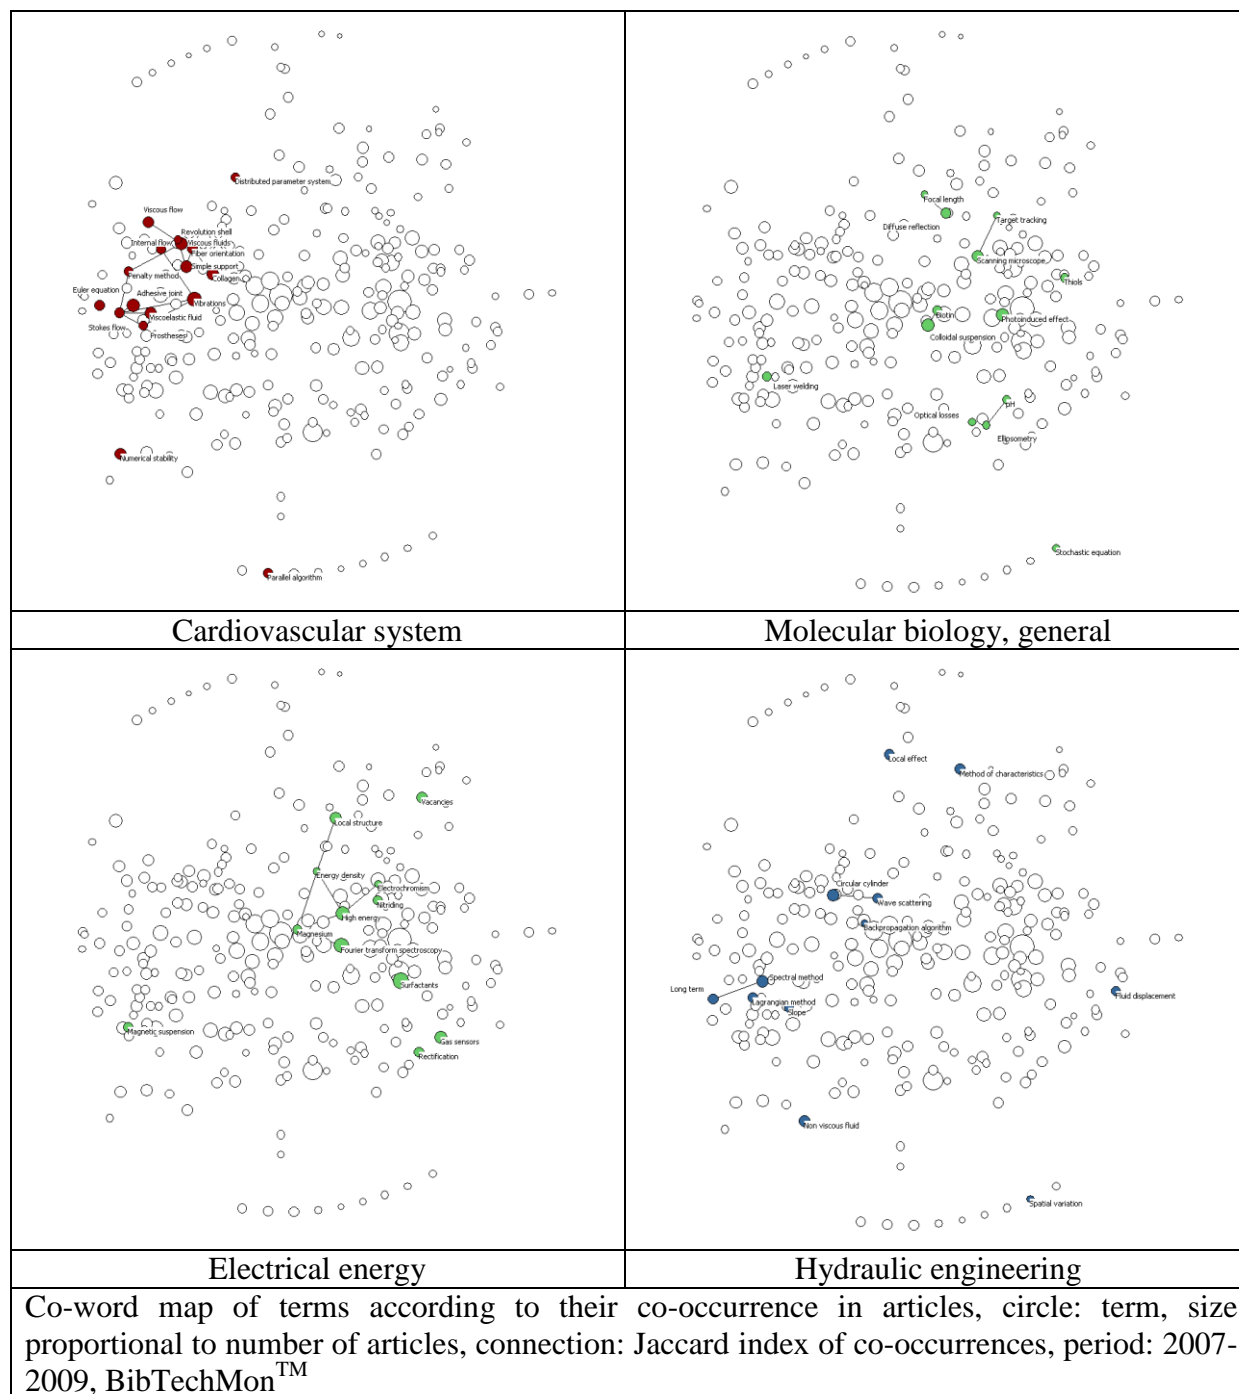 Distributed parameter system
Viscous flow
Revolution shell
Internal flow
Viscous fluids
Fiber orientation
Simple support
Penalty method
Collagen
Euler equation
Adhesive joint
Vibrations
Viscoelastic fluid
Stokes flow
Prostheses
Numerical stability
Parallel algorithm
Focal length
Target tracking
Diffuse reflection
Scanning microscope
Thiols
Biotin
Photoinduced effect
Colloidal suspension
Laser welding
pH
Optical losses
Ellipsometry
Stochastic equation
Cardiovascular system
Molecular biology, general
Vacancies
Local structure
Energy density
Electrochromism
Nitriding
High energy
Magnesium
Fourier transform spectroscopy
Surfactants
Magnetic suspension
Gas sensors
Rectification
Local effect
Method of characteristics
Circular cylinder
Wave scattering
Backpropagation algorithm
Spectral method
Long term
Lagrangian method
Slope
Fluid displacement
Non viscous fluid
Spatial variation
Electrical energy
Hydraulic engineering
Co-word map of terms according to their co-occurrence in articles, circle: term, size
proportional to number of articles, connection: Jaccard index of co-occurrences, period: 2007-
2009, BibTechMon™